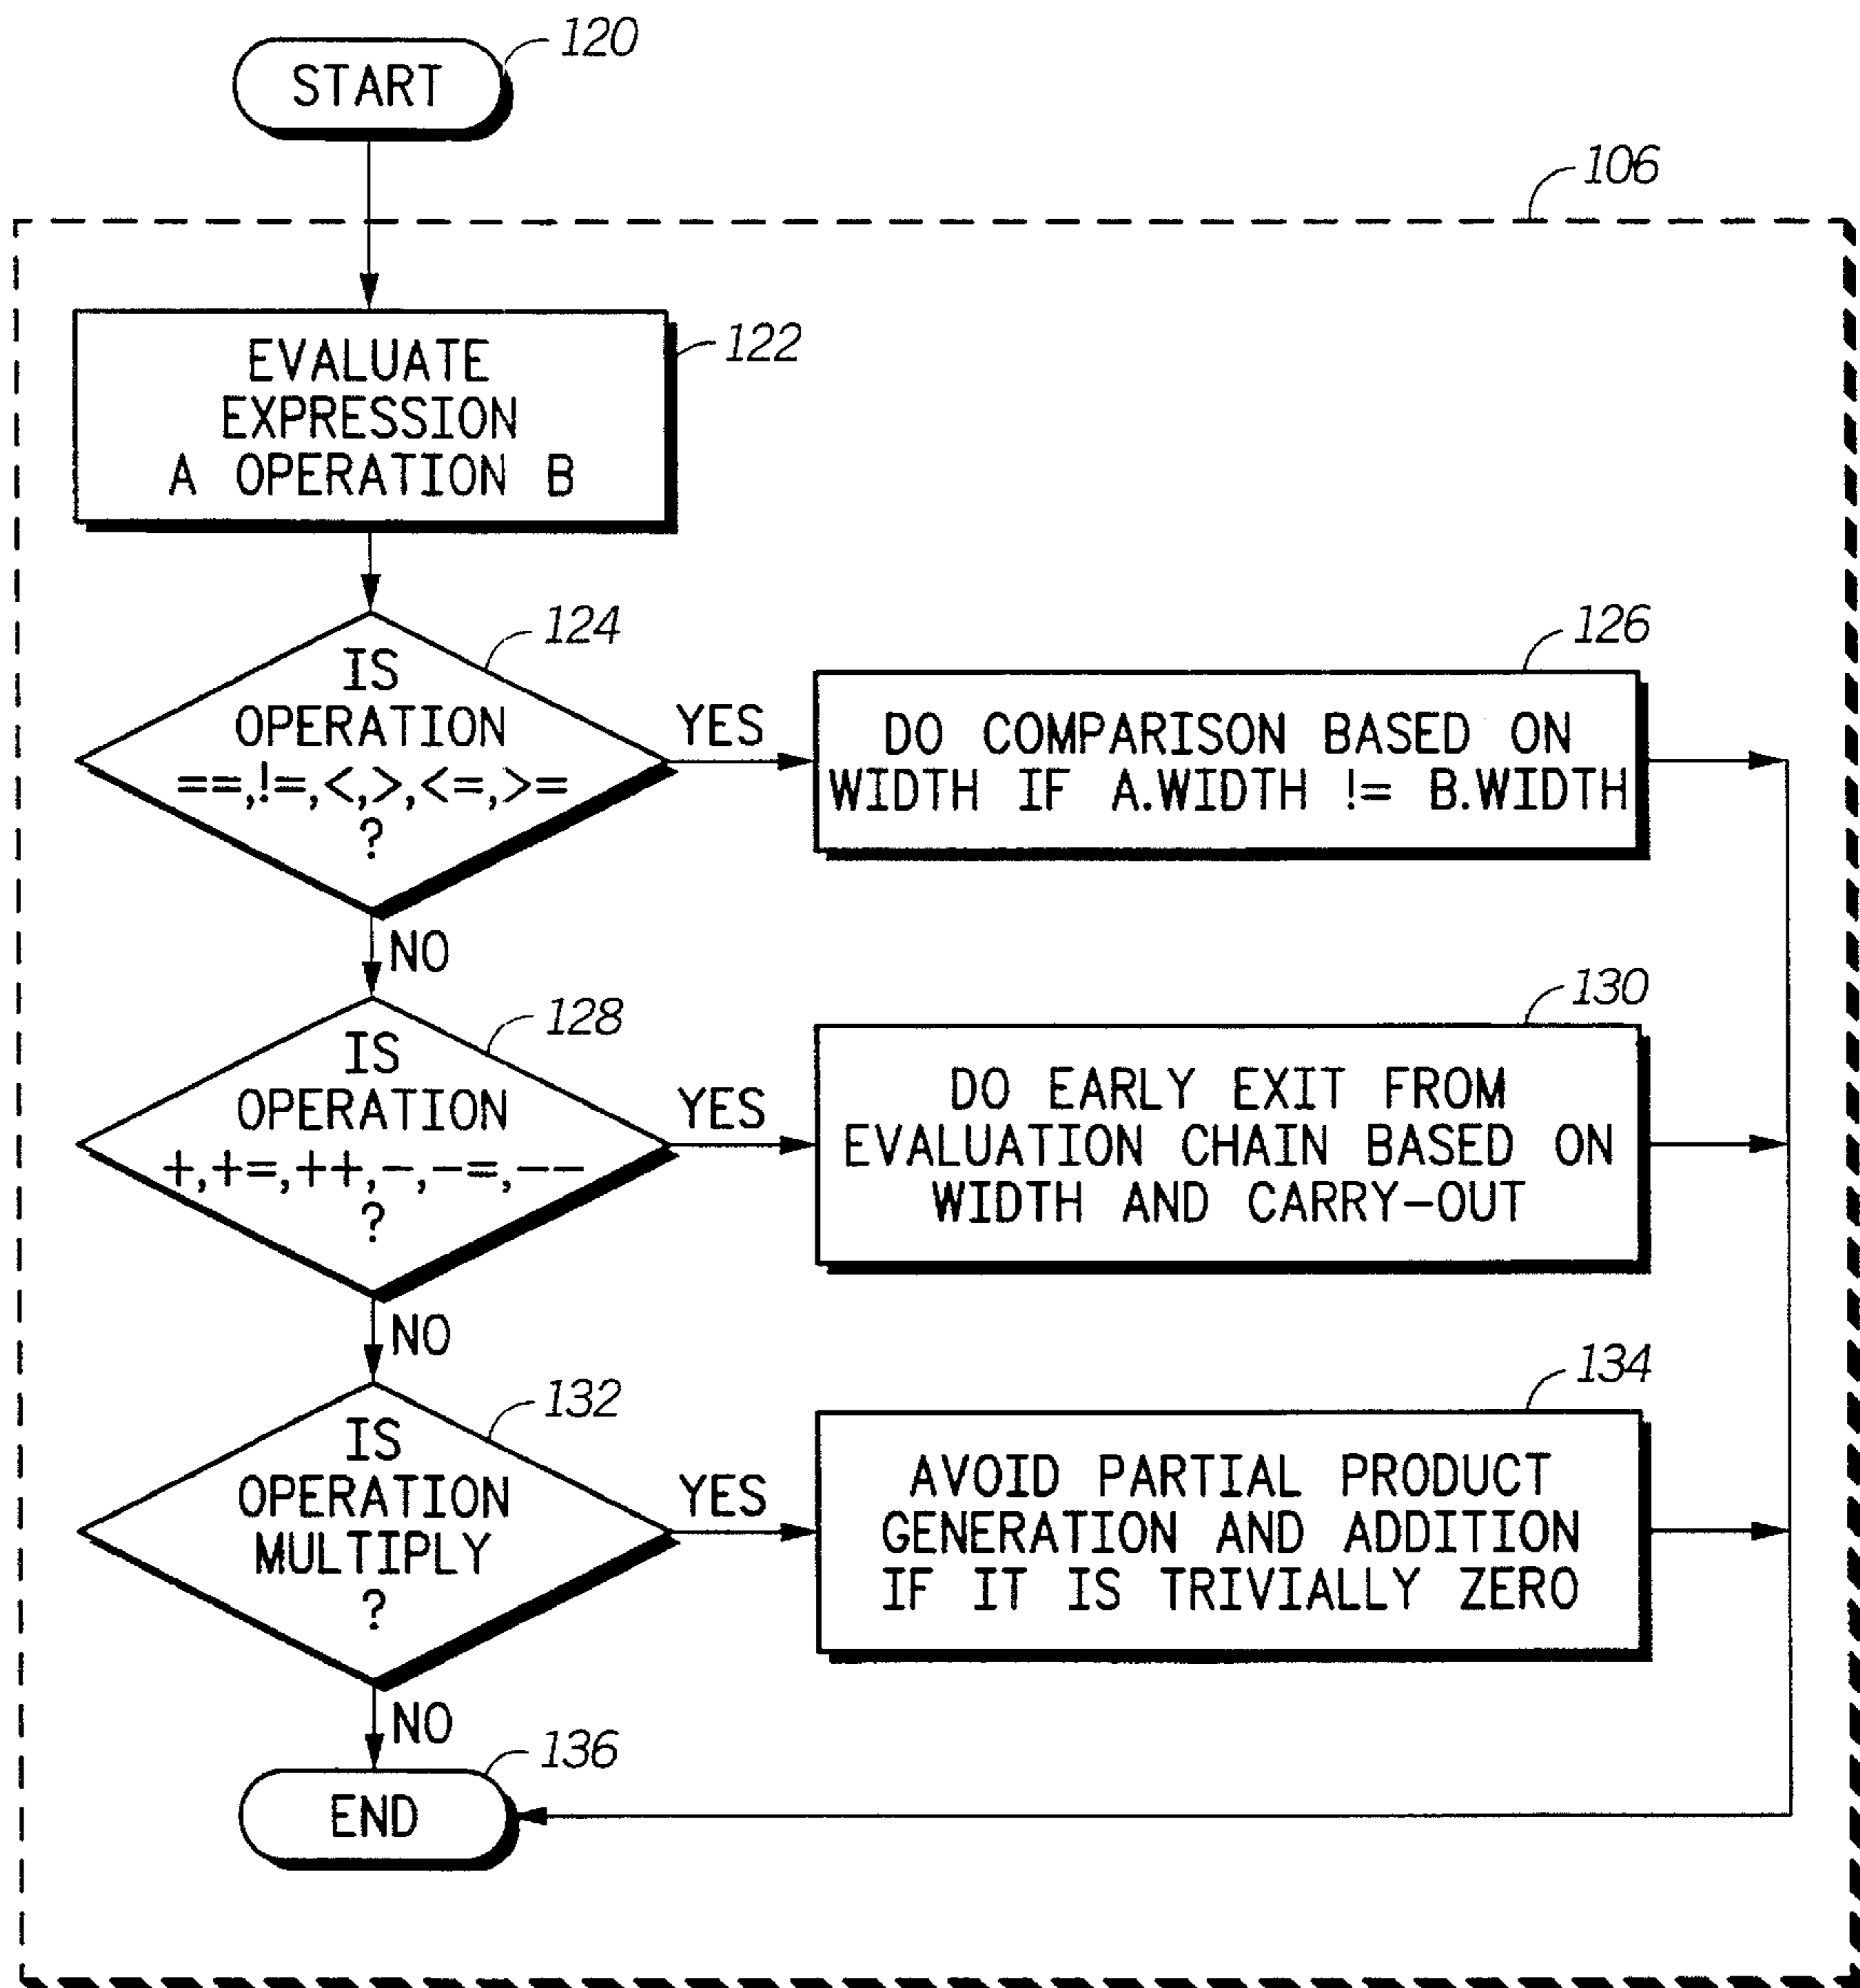 START
120
106
EVALUATE
EXPRESSION
A OPERATION B
122
IS
OPERATION
==,!=,<,>,<=,>=
?
124
YES
DO COMPARISON BASED ON
WIDTH IF A.WIDTH != B.WIDTH
126
NO
IS
OPERATION
+,+=,++,-,-=,--
?
128
YES
DO EARLY EXIT FROM
EVALUATION CHAIN BASED ON
WIDTH AND CARRY-OUT
130
NO
IS
OPERATION
MULTIPLY
?
132
YES
AVOID PARTIAL PRODUCT
GENERATION AND ADDITION
IF IT IS TRIVIALLY ZERO
134
NO
END
136